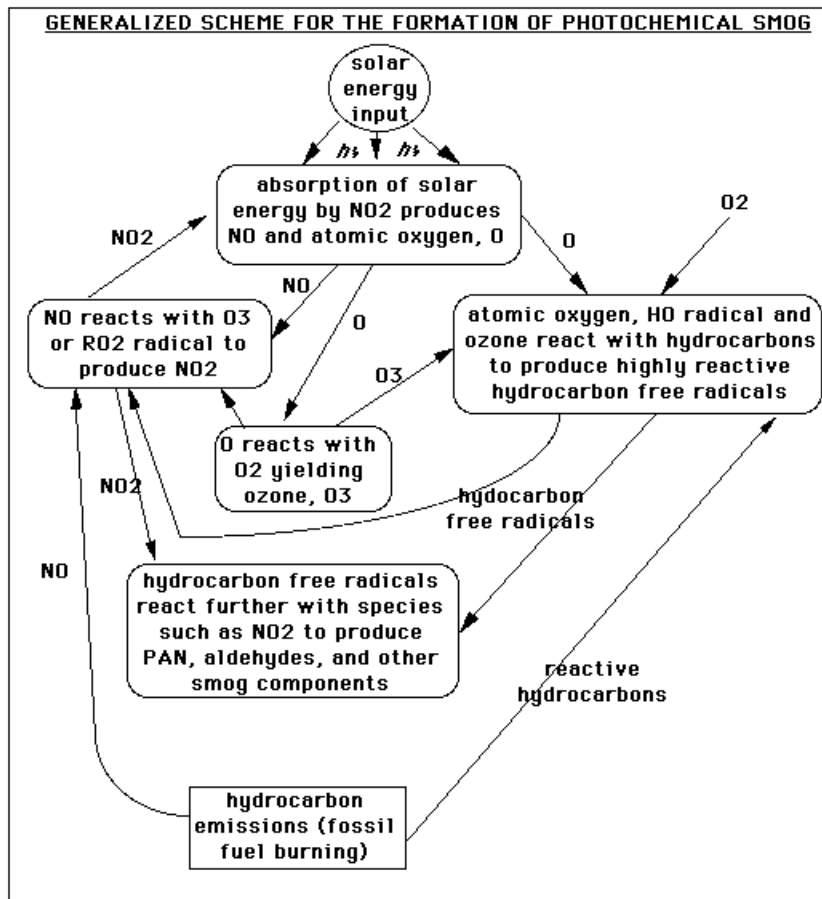 GENERALIZED SCHEME FOR THE FORMATION OF PHOTOCHEMICAL SMOG
solar
energy
input
hν hν
absorption of solar
energy by NO2 produces
NO and atomic oxygen, O
NO2
O2
O
NO
O
NO reacts with O3
or RO2 radical to
produce NO2
atomic oxygen, HO radical and
ozone react with hydrocarbons
to produce highly reactive
hydrocarbon free radicals
O3
O reacts with
O2 yielding
ozone, O3
NO2
hydocarbon
free radicals
NO
hydrocarbon free radicals
react further with species
such as NO2 to produce
PAN, aldehydes, and other
smog components
reactive
hydrocarbons
hydrocarbon
emissions (fossil
fuel burning)